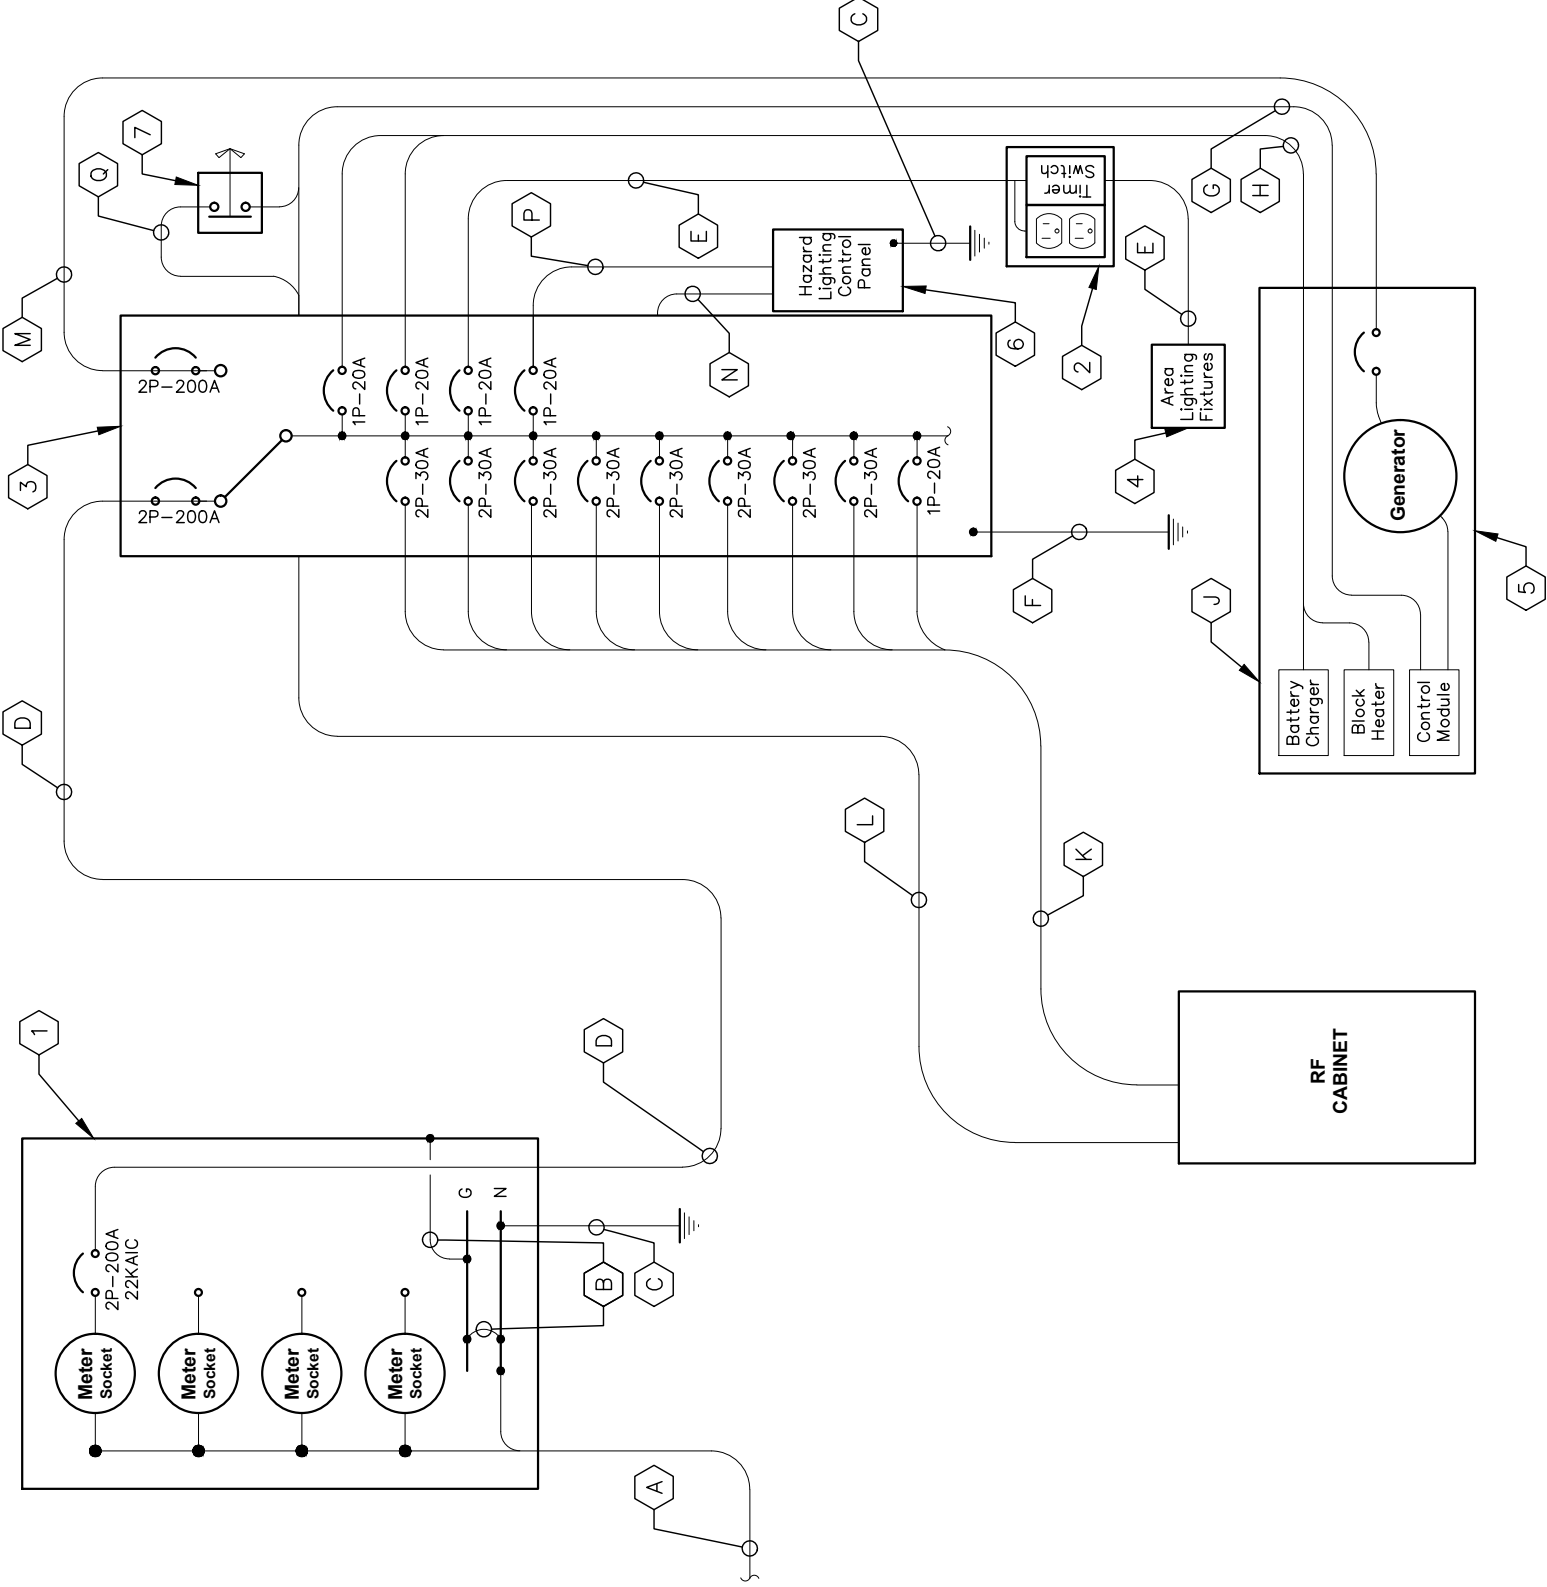 C
7
Q
G
H
P
E
Timer
Switch
E
M
Hazard
Lighting
Control
Panel
6
2
N
2P-200A
1P-20A
1P-20A
1P-20A
1P-20A
Area
Lighting
Fixtures
3
4
Generator
2P-200A
2P-30A
2P-30A
2P-30A
2P-30A
2P-30A
2P-30A
2P-30A
2P-30A
1P-20A
F
J
5
D
Battery
Charger
Block
Heater
Control
Module
L
K
1
D
RF
CABINET
G
N
2P-200A
22KAIC
B
C
Meter
Socket
Meter
Socket
Meter
Socket
Meter
Socket
A